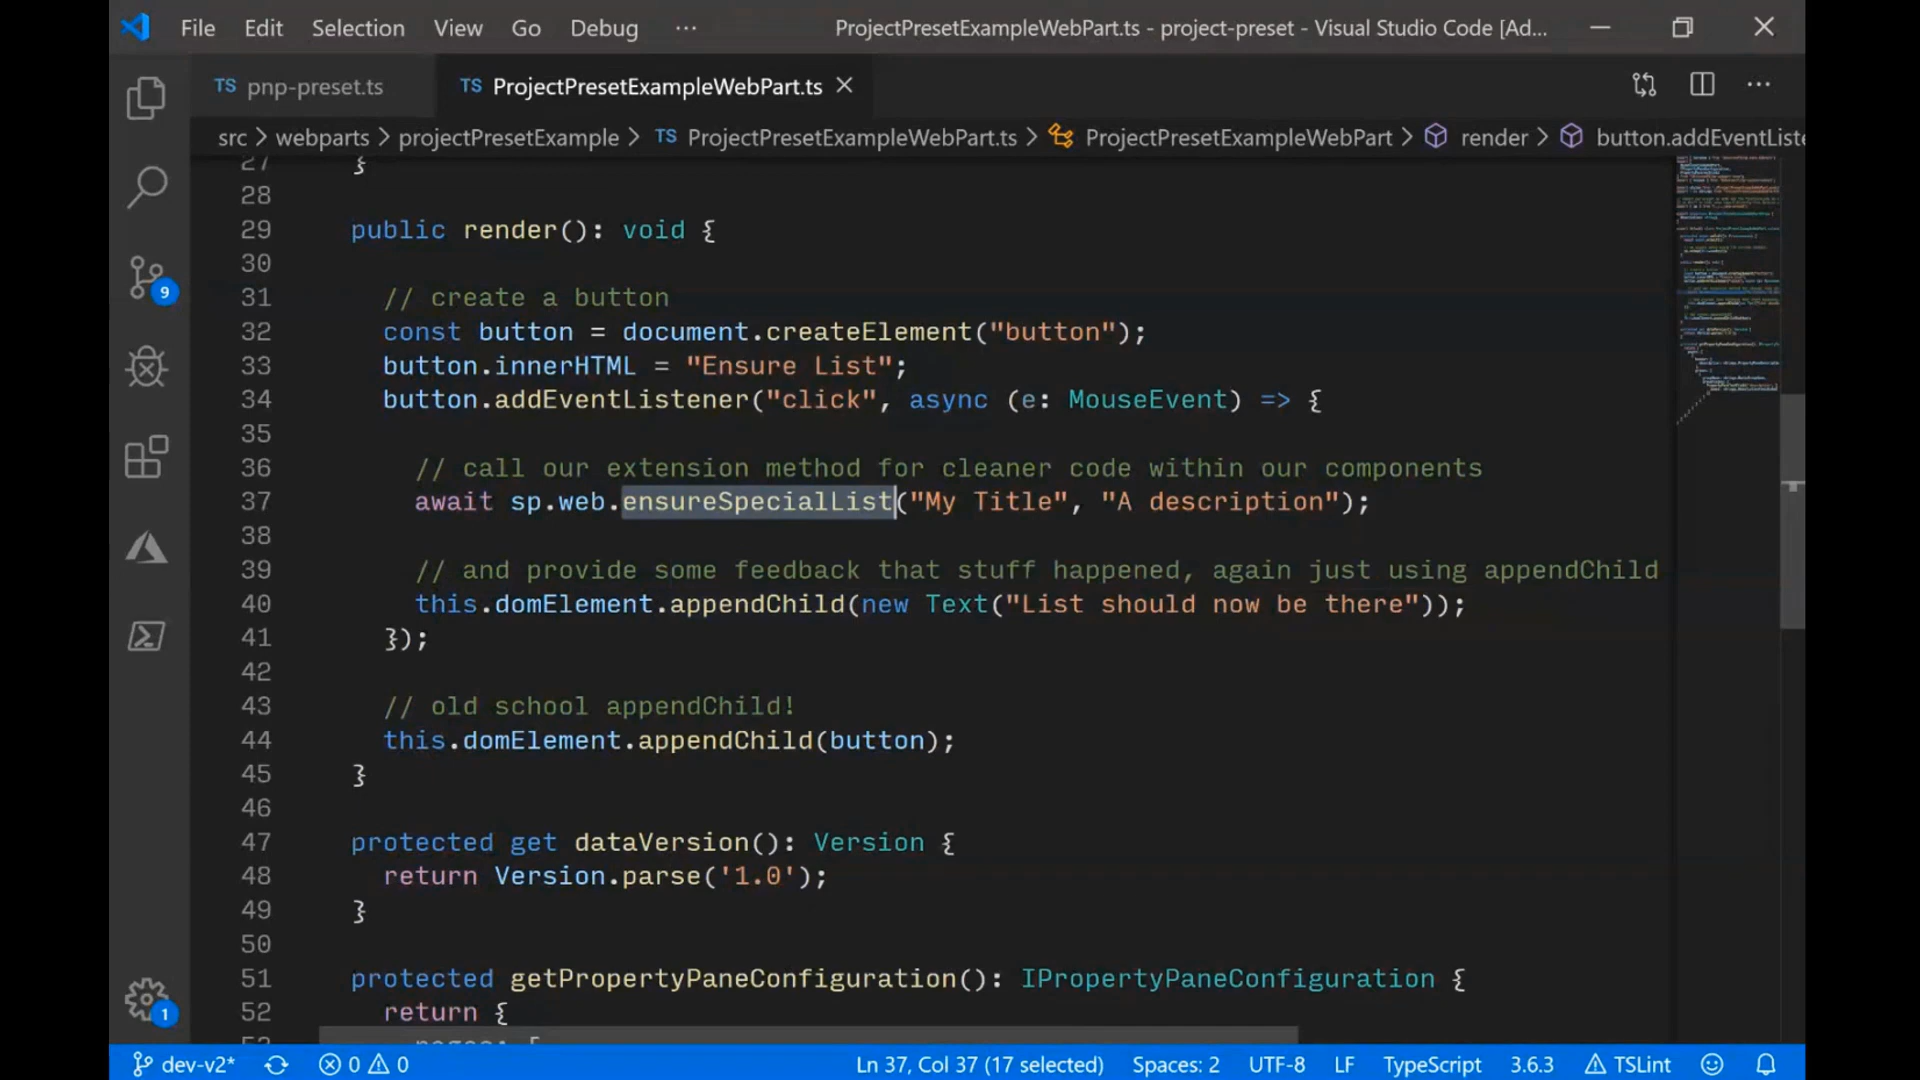 File Edit Selection View Go Debug ··· ProjectPresetExampleWebPart.ts - project-preset - Visual Studio Code [Ad...
TS pnp-preset.ts TS ProjectPresetExampleWebPart.ts
src > webparts > projectPresetExample > TS ProjectPresetExampleWebPart.ts > ProjectPresetExampleWebPart > render > button.addEventListe
27 }
28
29 public render(): void {
30
31 // create a button
32 const button = document.createElement("button");
33 button.innerHTML = "Ensure List";
34 button.addEventListener("click", async (e: MouseEvent) => {
35
36 // call our extension method for cleaner code within our components
37 await sp.web.ensureSpecialList("My Title", "A description");
38
39 // and provide some feedback that stuff happened, again just using appendChild
40 this.domElement.appendChild(new Text("List should now be there"));
41 });
42
43 // old school appendChild!
44 this.domElement.appendChild(button);
45 }
46
47 protected get dataVersion(): Version {
48 return Version.parse('1.0');
49 }
50
51 protected getPropertyPaneConfiguration(): IPropertyPaneConfiguration {
52 return {
53 pages: [
9
1
dev-v2* 0 0 Ln 37, Col 37 (17 selected) Spaces: 2 UTF-8 LF TypeScript 3.6.3 TSLint